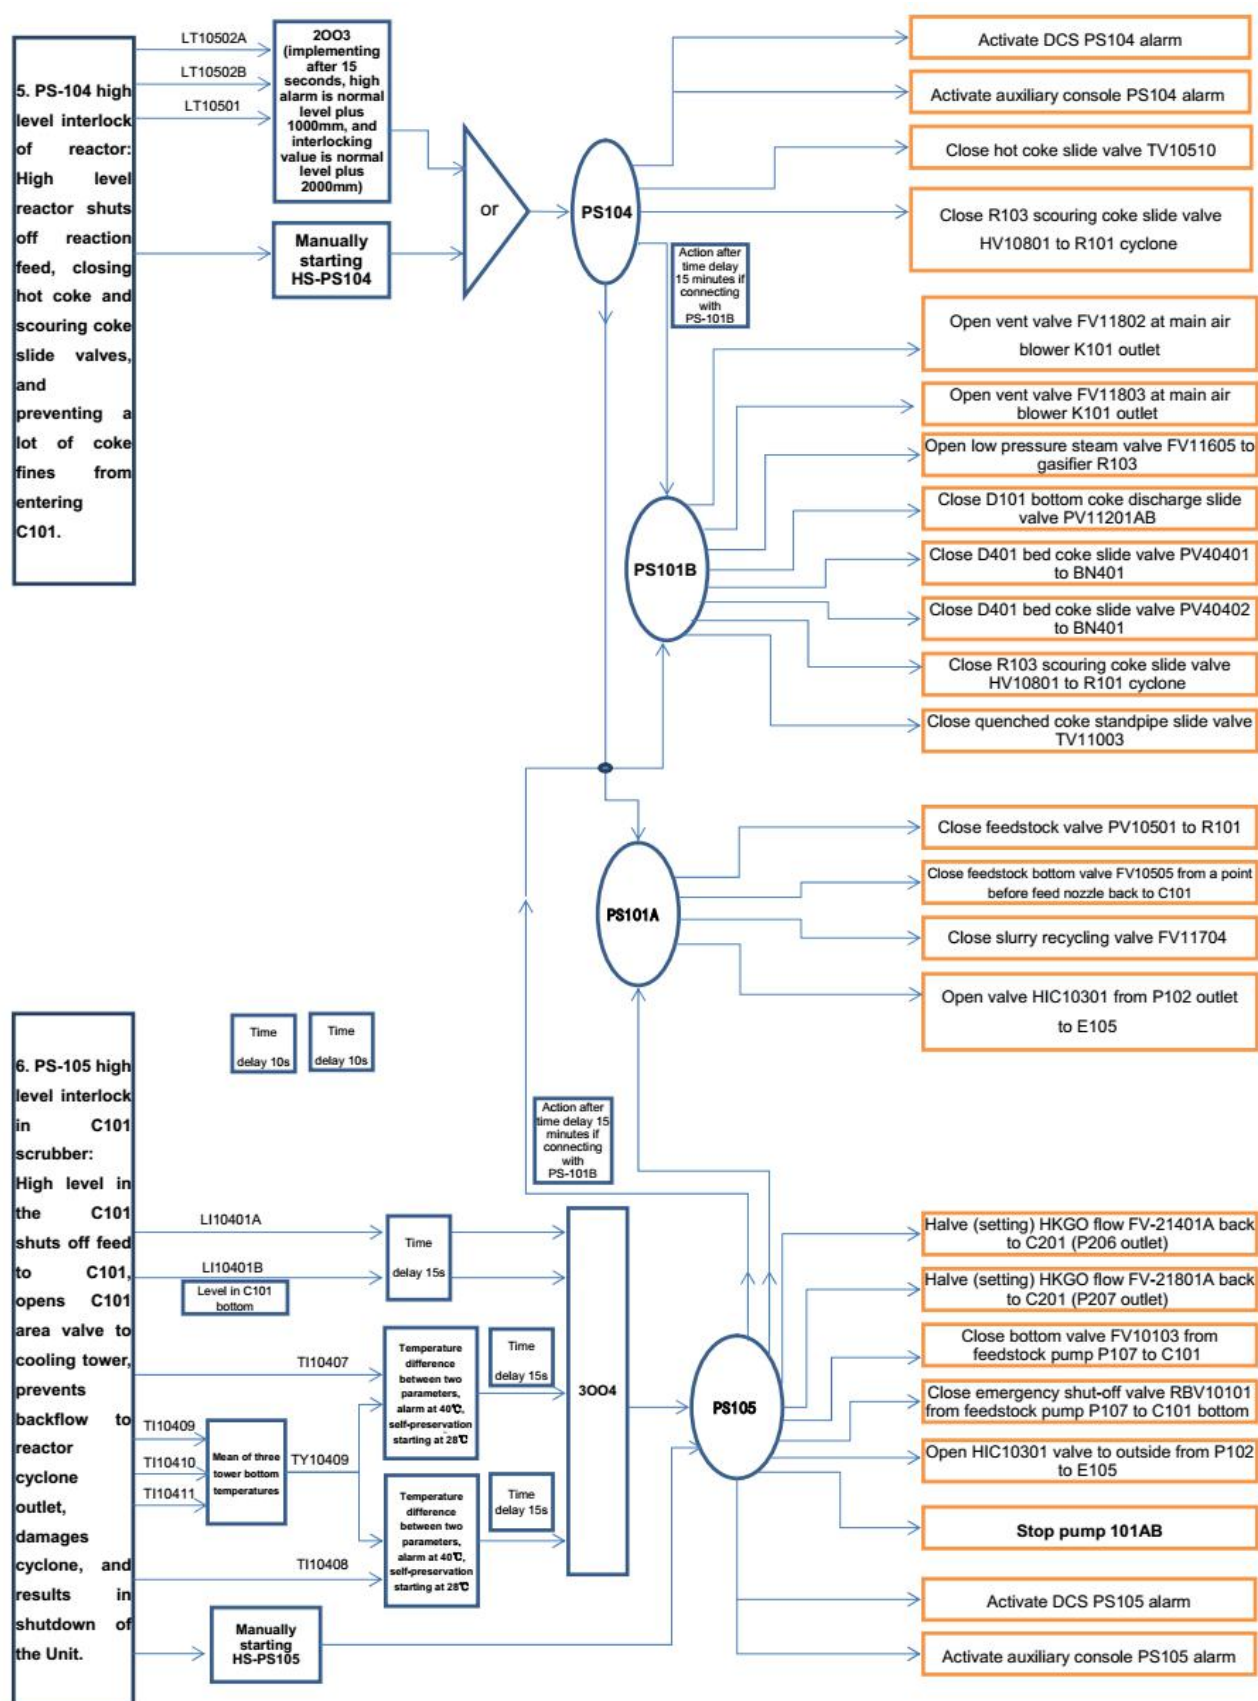 5. PS-104 high
level interlock
of reactor:
High level
reactor shuts
off reaction
feed, closing
hot coke and
scouring coke
slide valves,
and
preventing a
lot of coke
fines from
entering
C101.
LT10502A
LT10502B
LT10501
2OO3
(implementing
after 15
seconds, high
alarm is normal
level plus
1000mm, and
interlocking
value is normal
level plus
2000mm)
Manually
starting
HS-PS104
or
PS104
Action after
time delay
15 minutes if
connecting
with
PS-101B
Activate DCS PS104 alarm
Activate auxiliary console PS104 alarm
Close hot coke slide valve TV10510
Close R103 scouring coke slide valve
HV10801 to R101 cyclone
PS101B
Open vent valve FV11802 at main air
blower K101 outlet
Open vent valve FV11803 at main air
blower K101 outlet
Open low pressure steam valve FV11605 to
gasifier R103
Close D101 bottom coke discharge slide
valve PV11201AB
Close D401 bed coke slide valve PV40401
to BN401
Close D401 bed coke slide valve PV40402
to BN401
Close R103 scouring coke slide valve
HV10801 to R101 cyclone
Close quenched coke standpipe slide valve
TV11003
PS101A
Close feedstock valve PV10501 to R101
Close feedstock bottom valve FV10505 from a point
before feed nozzle back to C101
Close slurry recycling valve FV11704
Open valve HIC10301 from P102 outlet
to E105
6. PS-105 high
level interlock
in C101
scrubber:
High level in
the C101
shuts off feed
to C101,
opens C101
area valve to
cooling tower,
prevents
backflow to
reactor
cyclone
outlet,
damages
cyclone, and
results in
shutdown of
the Unit.
Time
delay 10s
Time
delay 10s
Action after
time delay 15
minutes if
connecting
with
PS-101B
LI10401A
LI10401B
Level in C101
bottom
Time
delay 15s
TI10407
TI10409
TI10410
TI10411
Mean of three
tower bottom
temperatures
TY10409
TI10408
Temperature
difference
between two
parameters,
alarm at 40℃,
self-preservation
starting at 28℃
Time
delay 15s
Temperature
difference
between two
parameters,
alarm at 40℃,
self-preservation
starting at 28℃
Time
delay 15s
Manually
starting
HS-PS105
3OO4
PS105
Halve (setting) HKGO flow FV-21401A back
to C201 (P206 outlet)
Halve (setting) HKGO flow FV-21801A back
to C201 (P207 outlet)
Close bottom valve FV10103 from
feedstock pump P107 to C101
Close emergency shut-off valve RBV10101
from feedstock pump P107 to C101 bottom
Open HIC10301 valve to outside from P102
to E105
Stop pump 101AB
Activate DCS PS105 alarm
Activate auxiliary console PS105 alarm